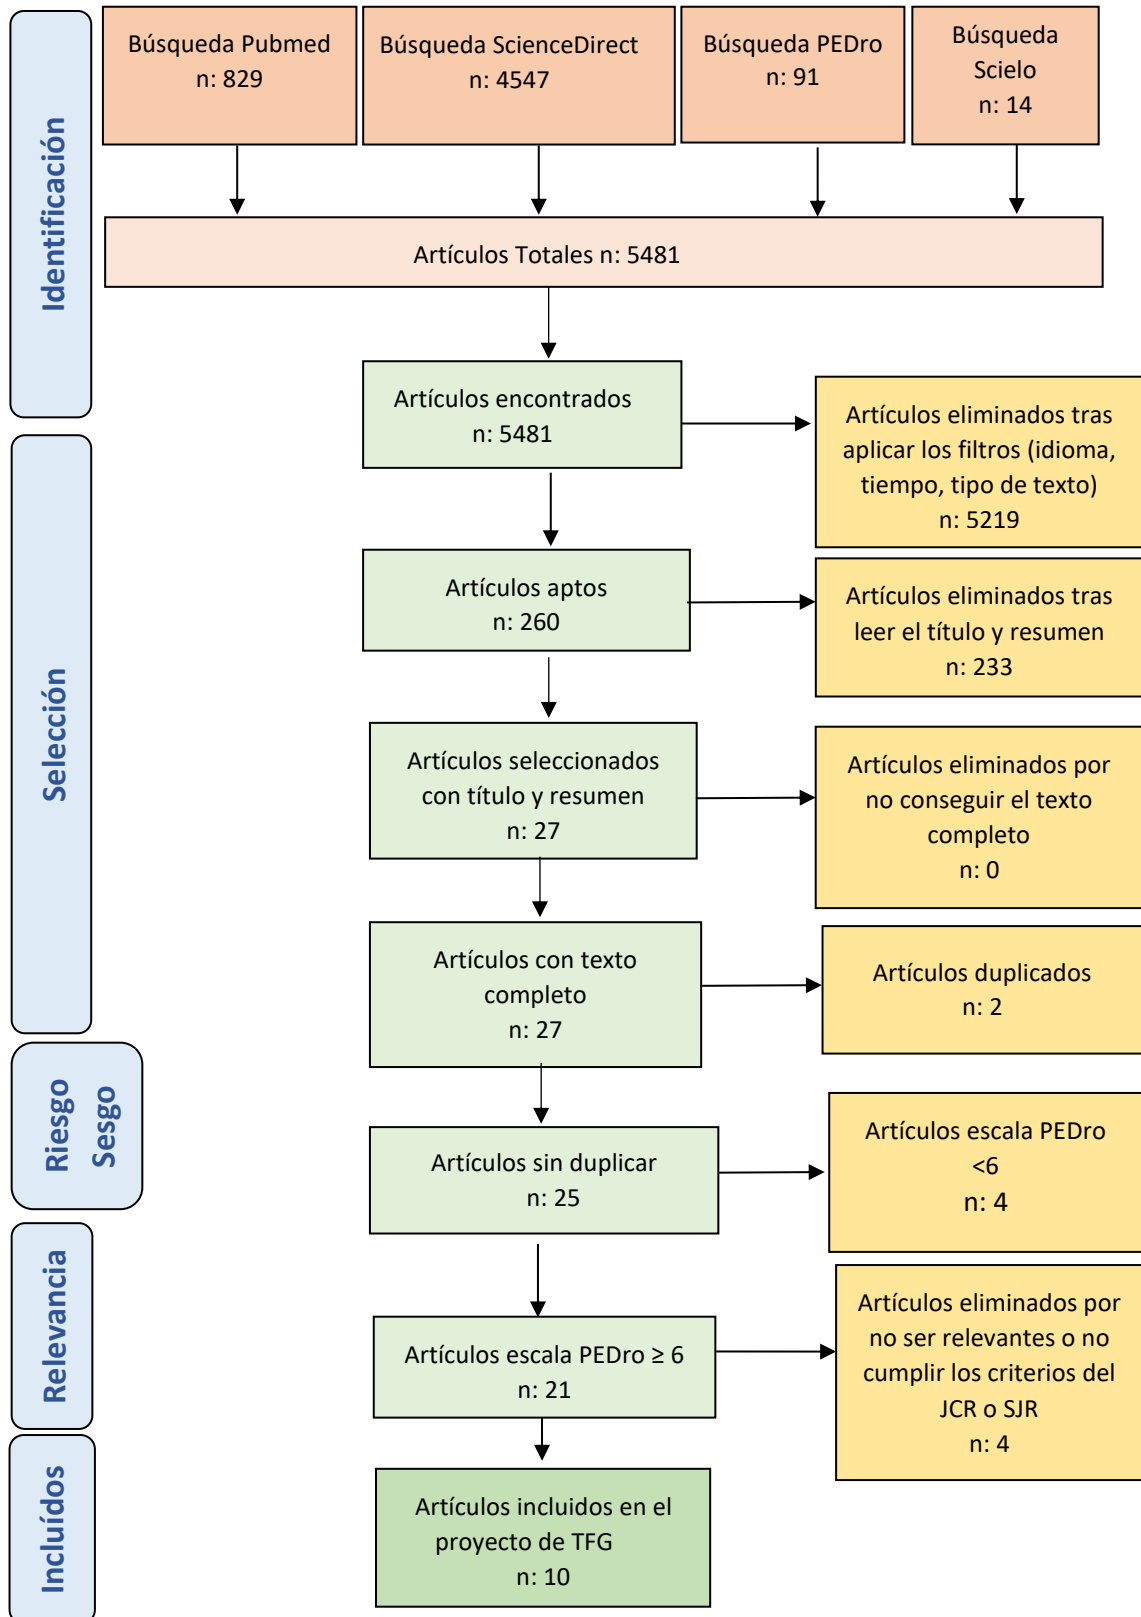 Identificación
Búsqueda Pubmed
n: 829
Búsqueda ScienceDirect
n: 4547
Búsqueda PEDro
n: 91
Búsqueda
Scielo
n: 14
Artículos Totales n: 5481
Artículos encontrados
n: 5481
Artículos eliminados tras
aplicar los filtros (idioma,
tiempo, tipo de texto)
n: 5219
Selección
Artículos aptos
n: 260
Artículos eliminados tras
leer el título y resumen
n: 233
Artículos seleccionados
con título y resumen
n: 27
Artículos eliminados por
no conseguir el texto
completo
n: 0
Artículos con texto
completo
n: 27
Artículos duplicados
n: 2
Riesgo
Sesgo
Artículos sin duplicar
n: 25
Artículos escala PEDro
<6
n: 4
Relevancia
Artículos escala PEDro ≥ 6
n: 21
Artículos eliminados por
no ser relevantes o no
cumplir los criterios del
JCR o SJR
n: 4
Incluídos
Artículos incluidos en el
proyecto de TFG
n: 10